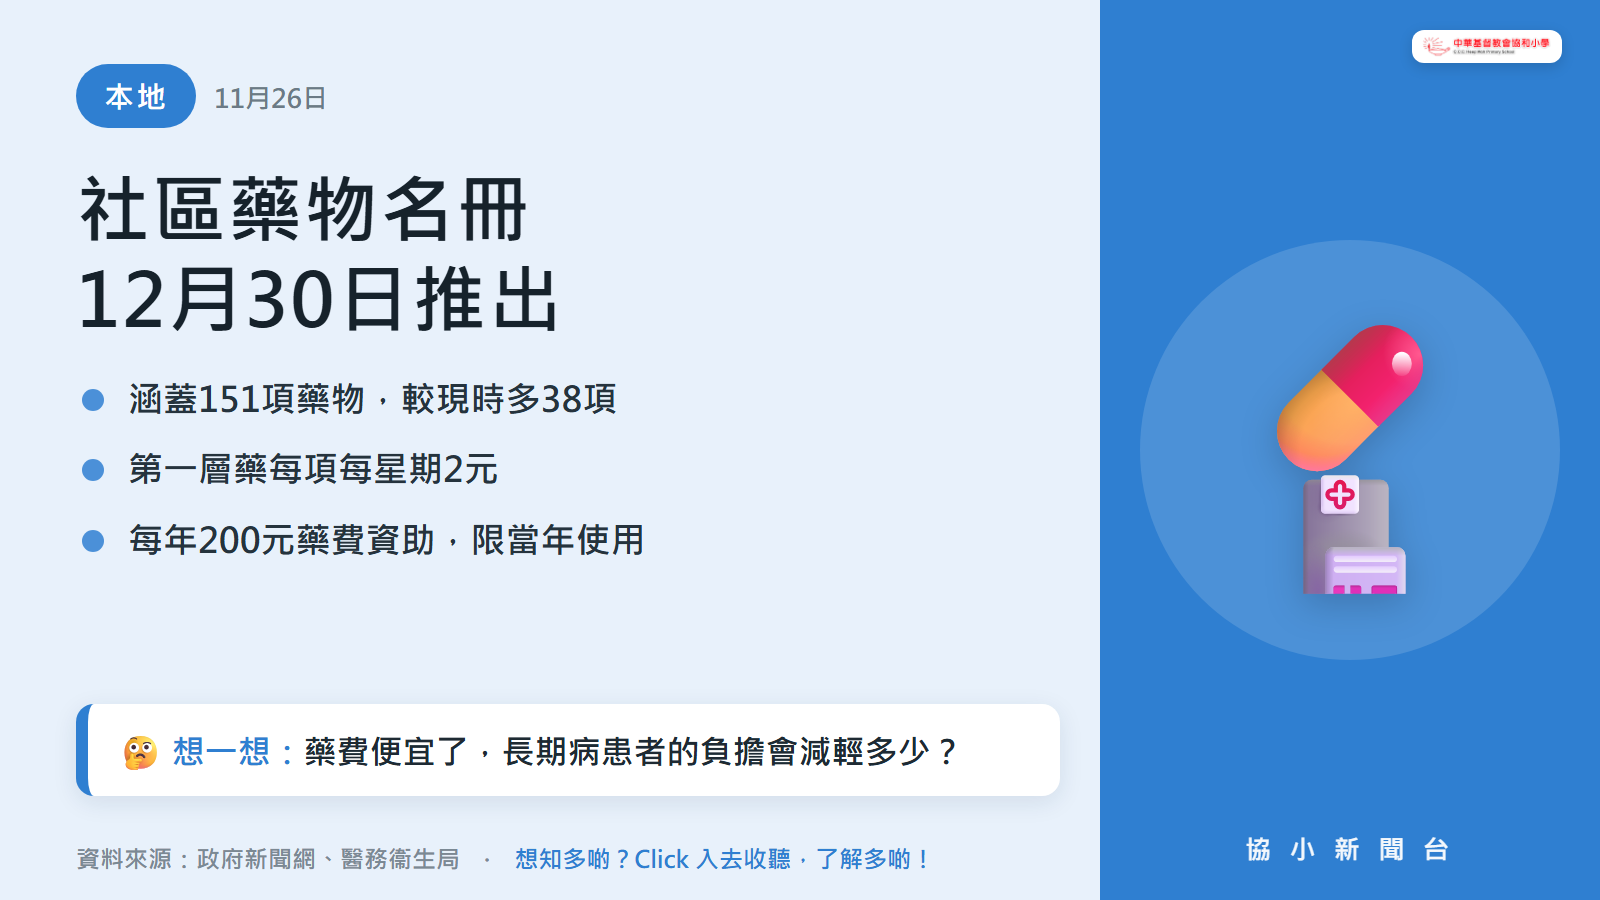 本地
11月26日
中華基督教會協和小學
社區藥物名冊
12月30日推出
涵蓋151項藥物，較現時多38項
第一層藥每項每星期2元
每年200元藥費資助，限當年使用
想一想：藥費便宜了，長期病患者的負擔會減輕多少？
資料來源：政府新聞網、醫務衞生局 · 想知多啲？Click 入去收聽，了解多啲！
協小新聞台